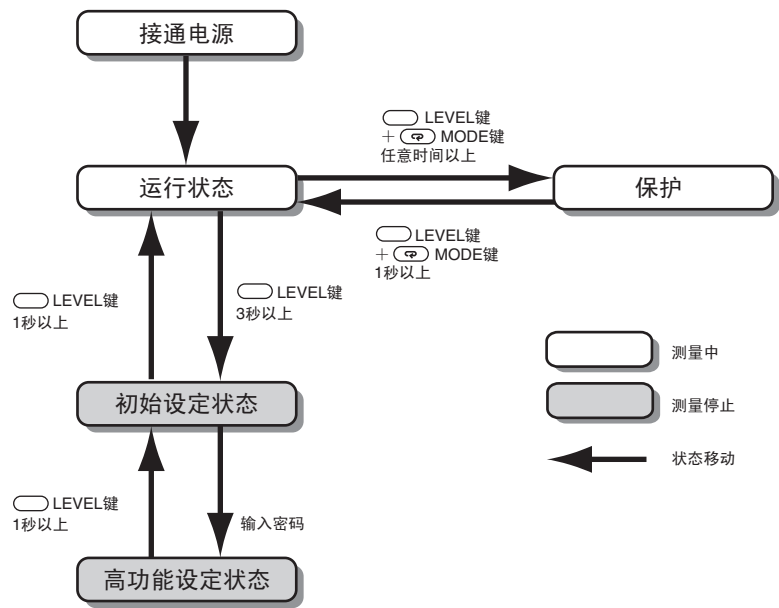 接通电源
LEVEL键
+ MODE键
任意时间以上
运行状态
保护
LEVEL键
+ MODE键
1秒以上
LEVEL键
1秒以上
LEVEL键
3秒以上
测量中
初始设定状态
测量停止
状态移动
LEVEL键
1秒以上
输入密码
高功能设定状态